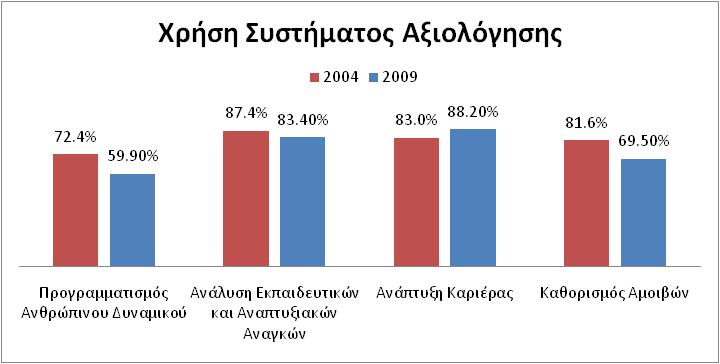 Χρήση Συστήματος Αξιολόγησης
2004 2009
72.4% 59.90% 87.4% 83.40% 83.0% 88.20% 81.6% 69.50%
Προγραμματισμός Ανθρώπινου Δυναμικού
Ανάλυση Εκπαιδευτικών και Αναπτυξιακών Αναγκών
Ανάπτυξη Καριέρας
Καθορισμός Αμοιβών